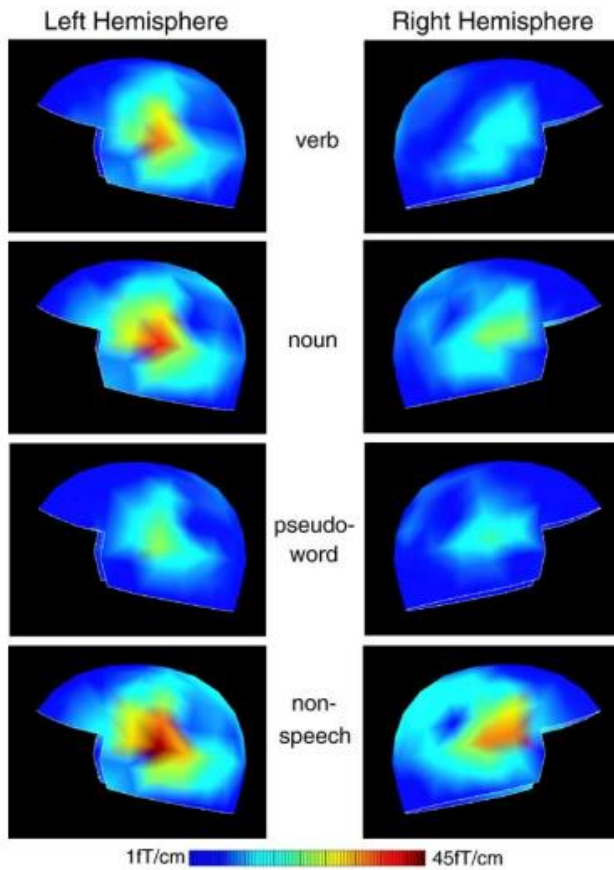 Left Hemisphere
Right Hemisphere
verb
noun
pseudo-
word
non-
speech
1fT/cm
45fT/cm